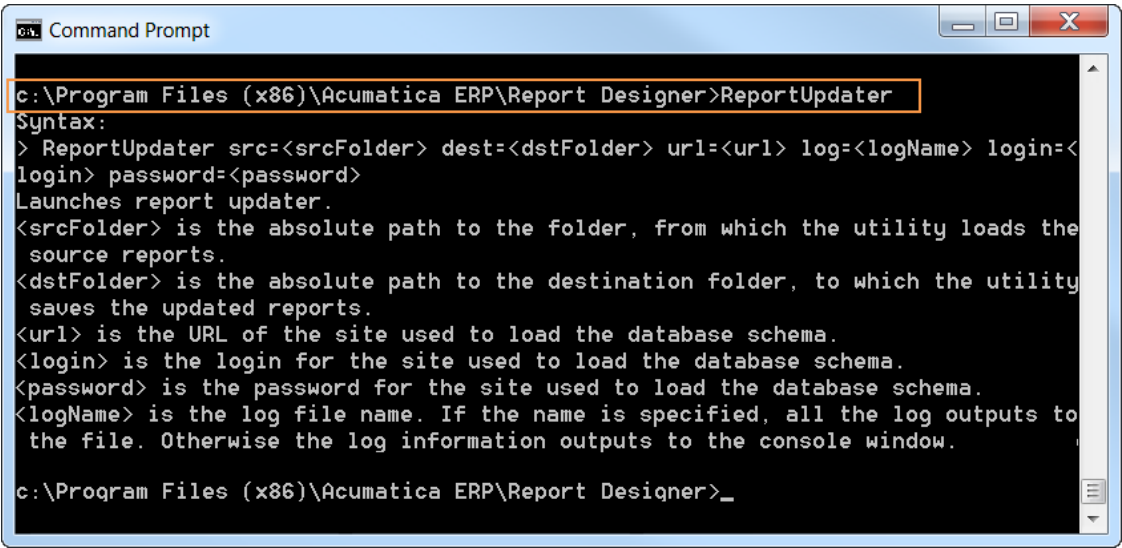 Command Prompt
c:\Program Files (x86)\Acumatica ERP\Report Designer>ReportUpdater
Syntax:
> ReportUpdater src=<srcFolder> dest=<dstFolder> url=<url> log=<logName> login=<
login> password=<password>
Launches report updater.
<srcFolder> is the absolute path to the folder, from which the utility loads the
 source reports.
<dstFolder> is the absolute path to the destination folder, to which the utility
 saves the updated reports.
<url> is the URL of the site used to load the database schema.
<login> is the login for the site used to load the database schema.
<password> is the password for the site used to load the database schema.
<logName> is the log file name. If the name is specified, all the log outputs to
 the file. Otherwise the log information outputs to the console window.
c:\Program Files (x86)\Acumatica ERP\Report Designer>_